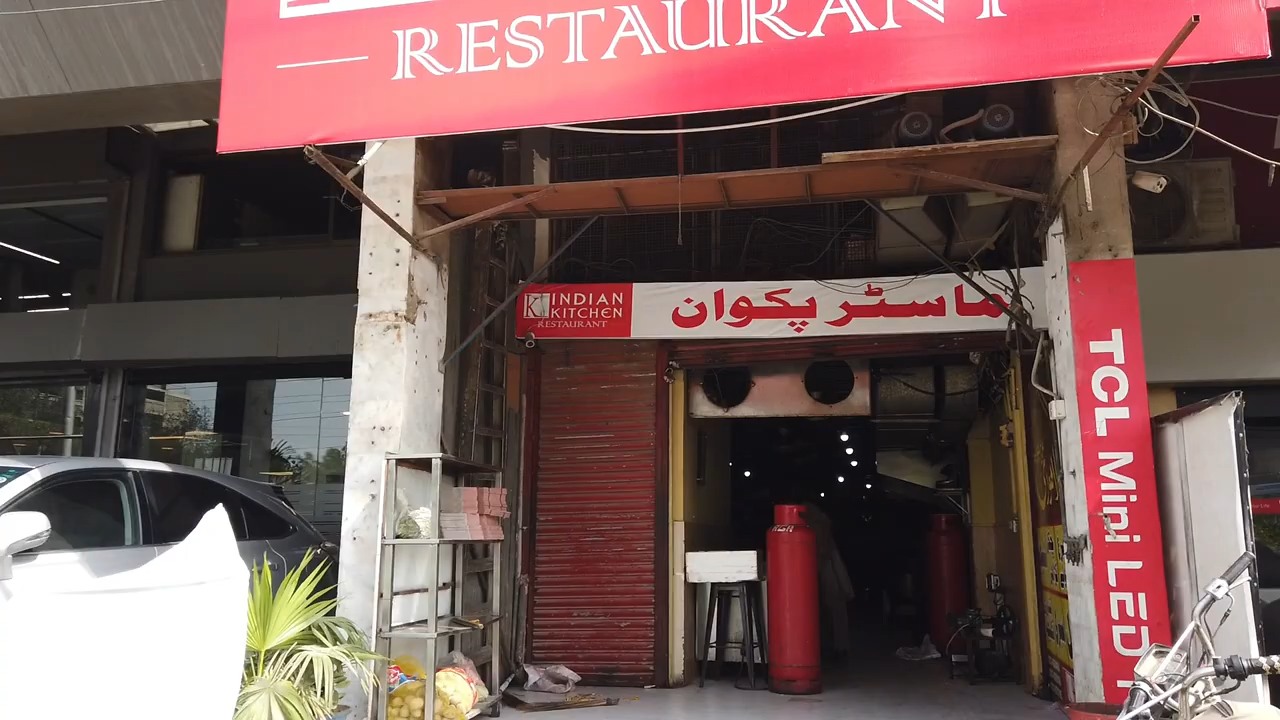 RESTAURANT
INDIAN
KITCHEN
RESTAURANT
ماسٹر پکوان
TCL Mini LED T